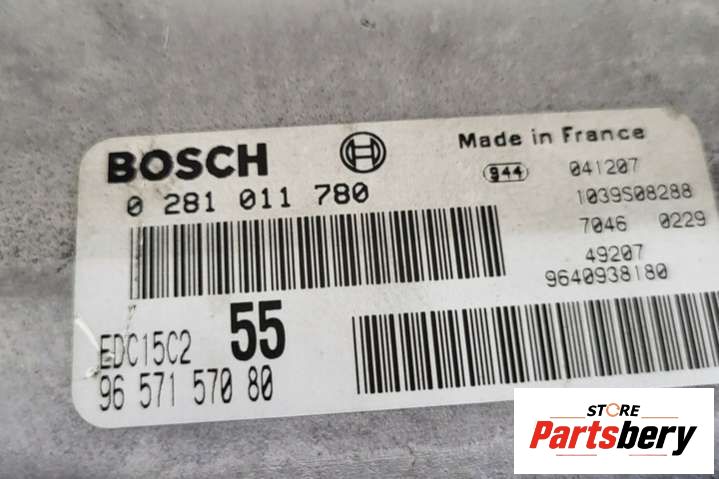 BOSCH
0 281 011 780
Made in France
944 041207
1039S08288
7046 0229
49207
9640938180
EDC15C2 55
96 571 570 80
STORE
Partsbery